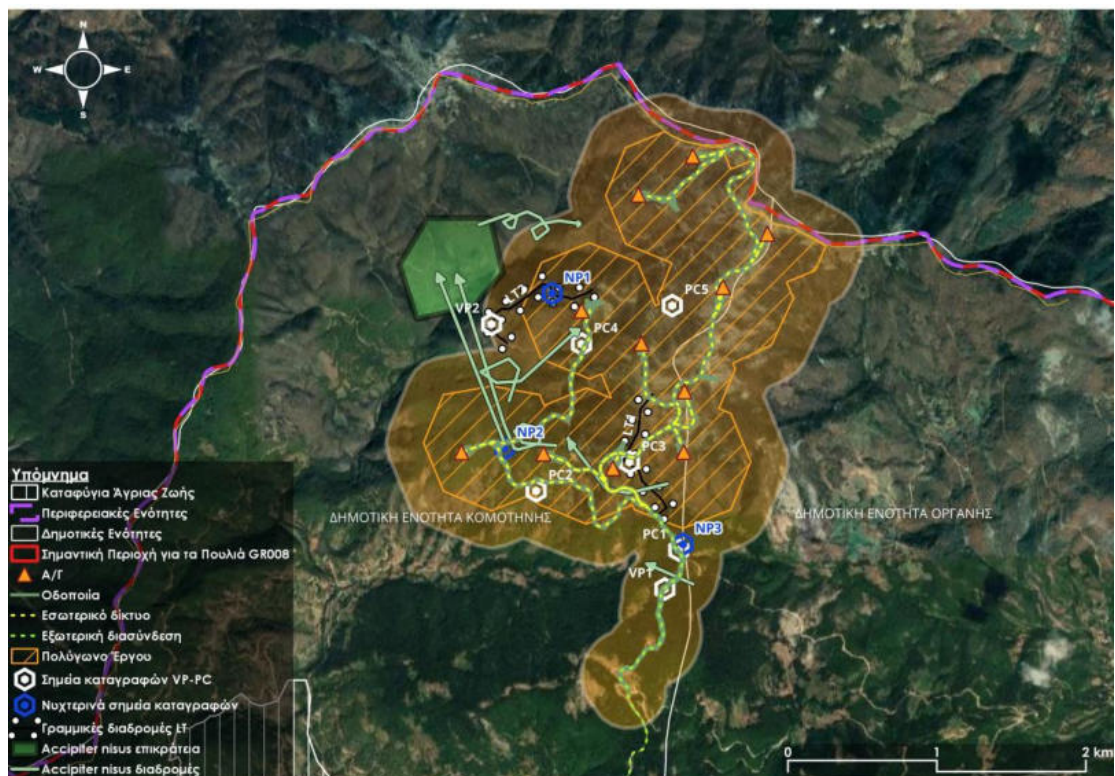 N
W E
S
NP1
LT2
VP2
PC5
PC4
NP2
LT1
PC3
PC2
ΔΗΜΟΤΙΚΗ ΕΝΟΤΗΤΑ ΚΟΜΟΤΗΝΗΣ
ΔΗΜΟΤΙΚΗ ΕΝΟΤΗΤΑ ΟΡΓΑΝΗΣ
PC1
NP3
VP1
Υπόμνημα
Καταφύγια Άγριας Ζωής
Περιφερειακές Ενότητες
Δημοτικές Ενότητες
Σημαντική Περιοχή για τα Πουλιά GR008
Α/Γ
Οδοποιία
Εσωτερικό δίκτυο
Εξωτερική διασύνδεση
Πολύγωνο Έργου
Σημεία καταγραφών VP-PC
Νυχτερινά σημεία καταγραφών
Γραμμικές διαδρομές LT
Accipiter nisus επικράτεια
Accipiter nisus διαδρομές
0 1 2 km